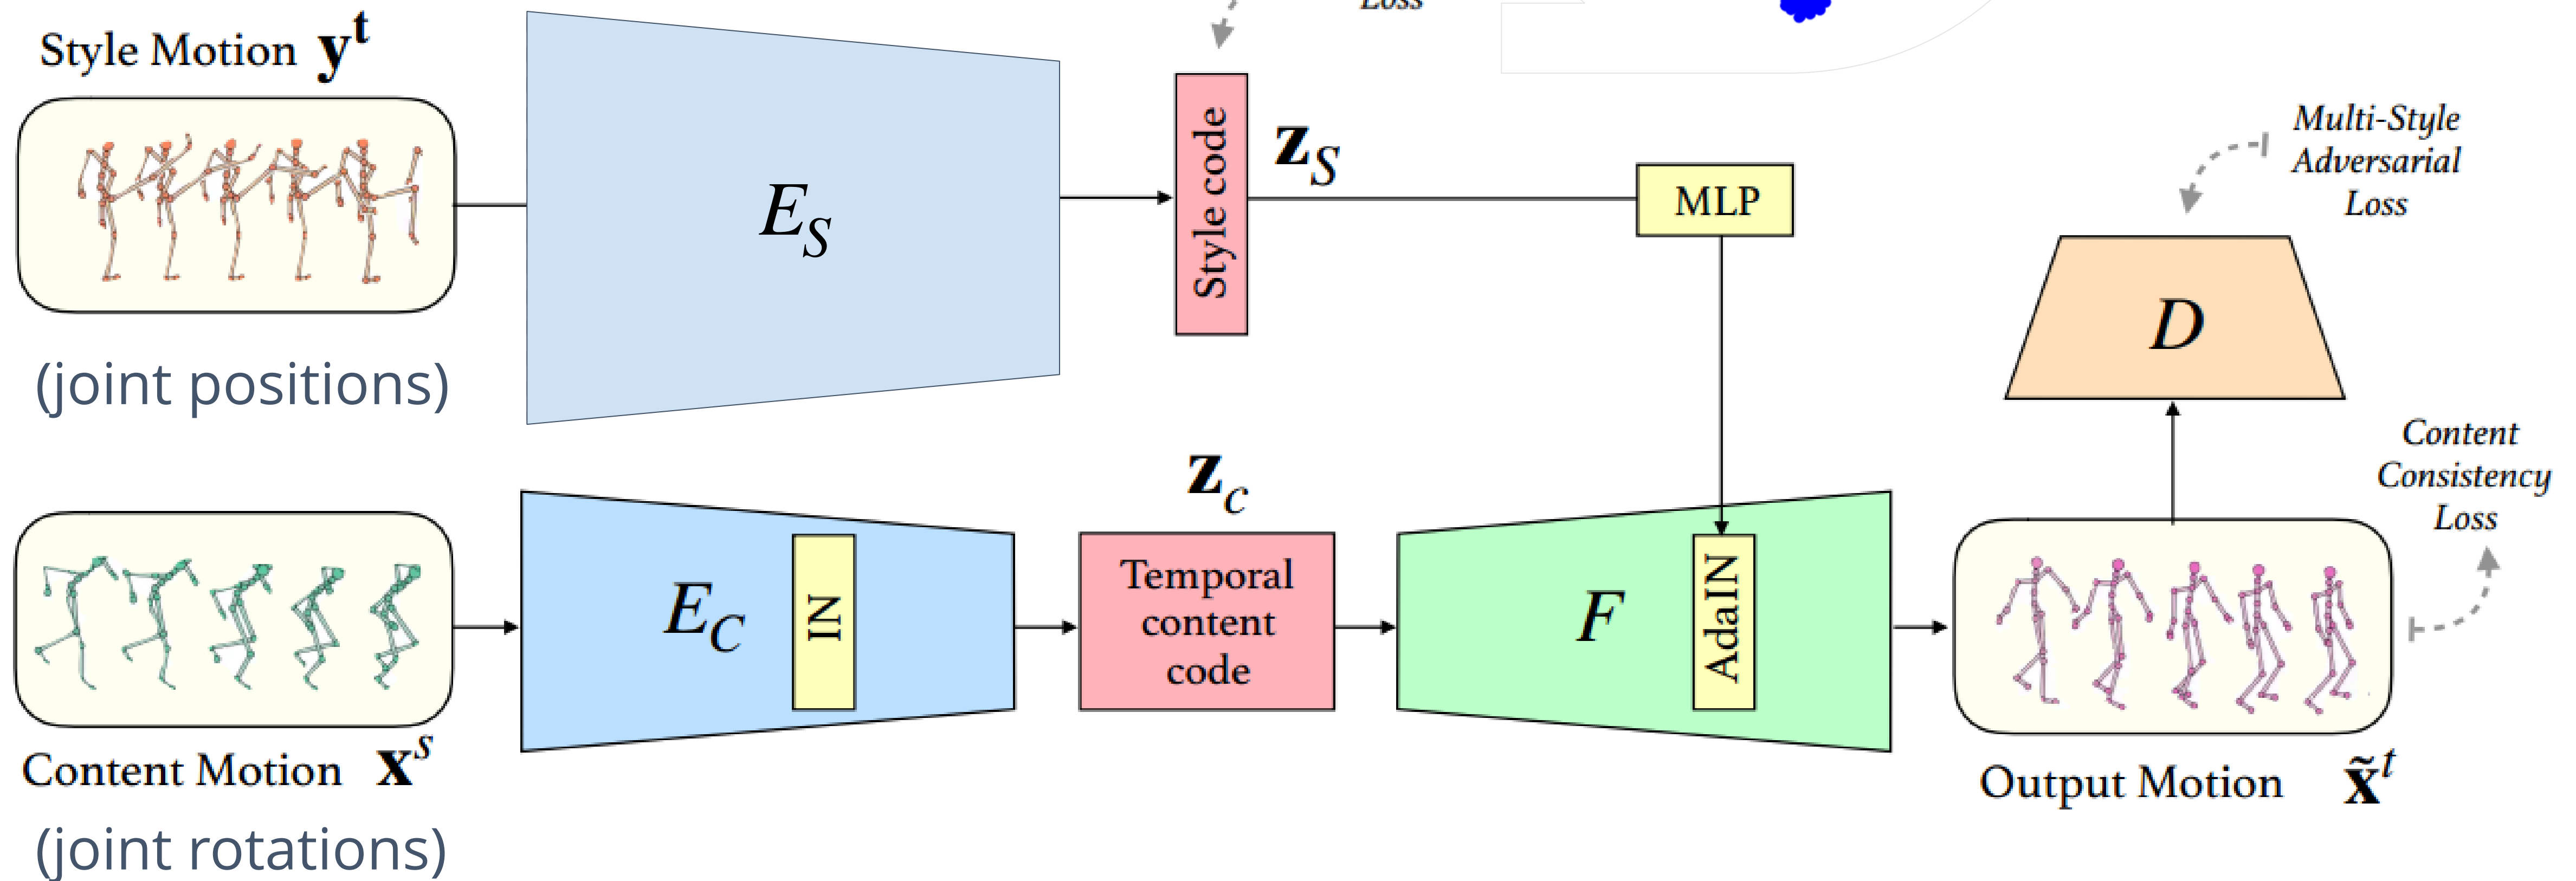 Loss
Style Motion y^t
Style code
z_S
Multi-Style
Adversarial
Loss
E_S
MLP
D
(joint positions)
Content
Consistency
Loss
z_c
E_C
IN
Temporal
content
code
F
AdaIN
Content Motion x^s
Output Motion x̃^t
(joint rotations)